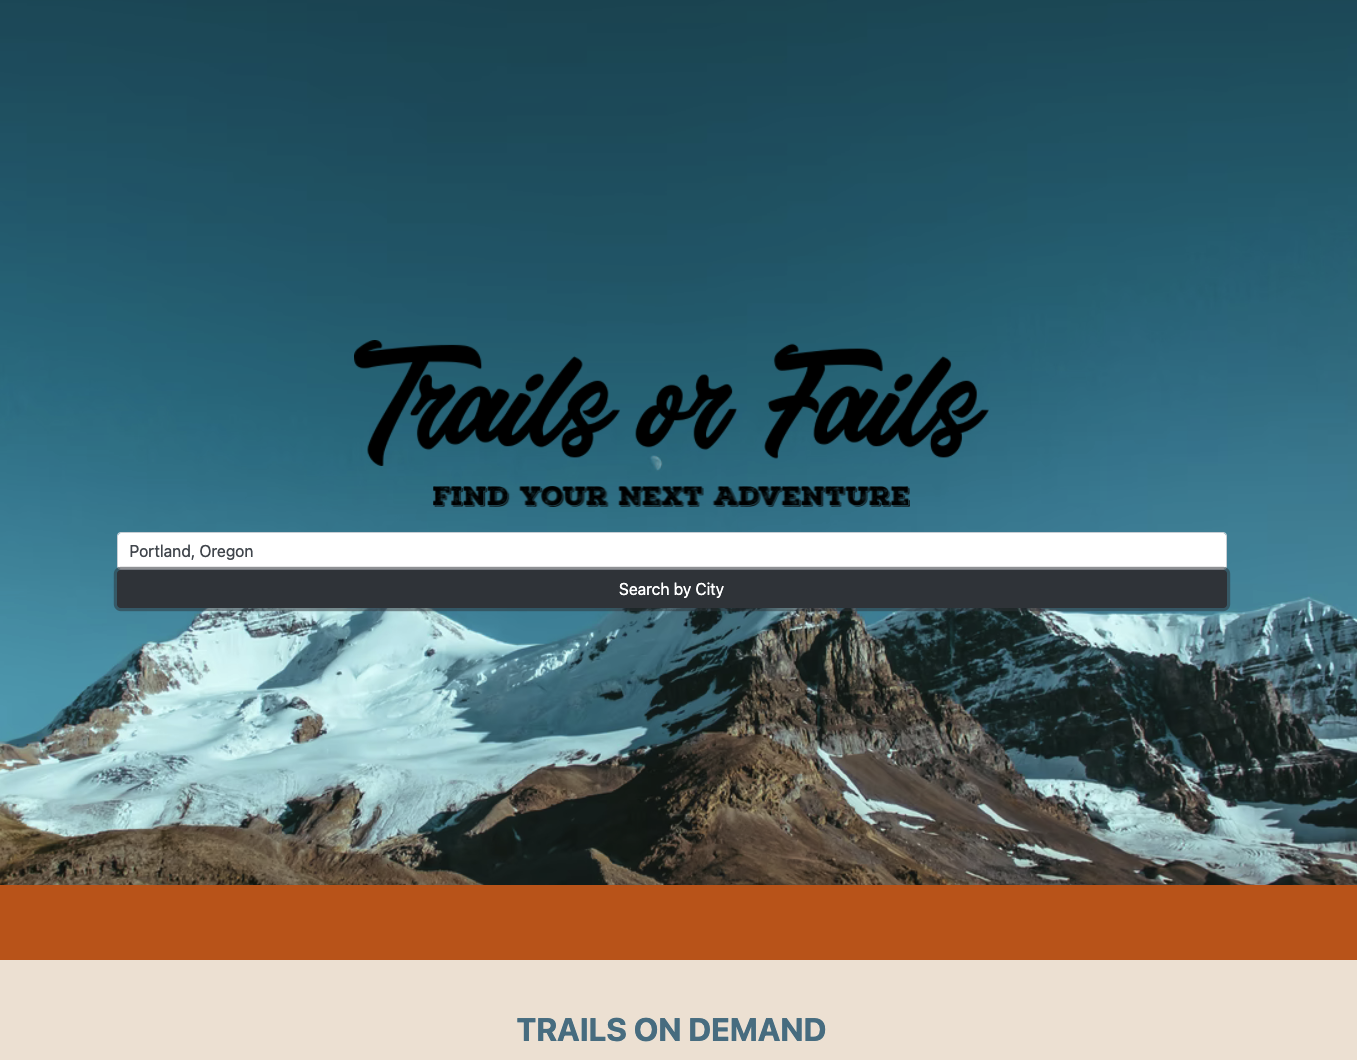 Trails or Fails
FIND YOUR NEXT ADVENTURE
Portland, Oregon
Search by City
TRAILS ON DEMAND